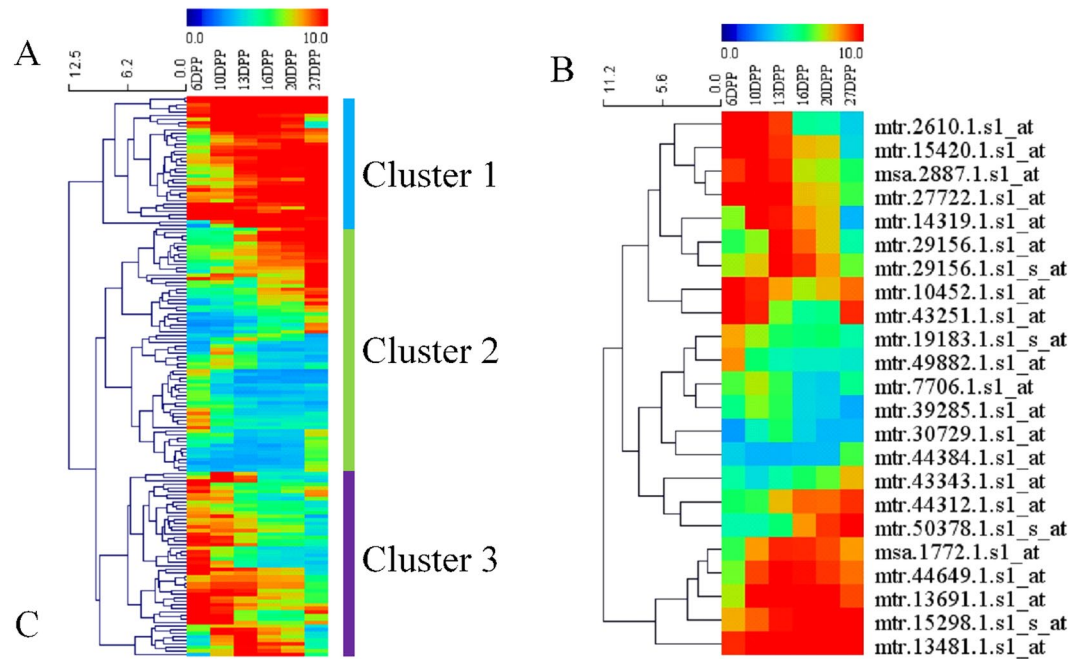 A
0.0 10.0
12.5 6.2 0.0
6DPP 10DPP 13DPP 16DPP 20DPP 27DPP
Cluster 1
Cluster 2
Cluster 3
C
B
0.0 10.0
11.2 5.6 0.0
6DPP 10DPP 13DPP 16DPP 20DPP 27DPP
mtr.2610.1.s1_at
mtr.15420.1.s1_at
msa.2887.1.s1_at
mtr.27722.1.s1_at
mtr.14319.1.s1_at
mtr.29156.1.s1_at
mtr.29156.1.s1_s_at
mtr.10452.1.s1_at
mtr.43251.1.s1_at
mtr.19183.1.s1_s_at
mtr.49882.1.s1_at
mtr.7706.1.s1_at
mtr.39285.1.s1_at
mtr.30729.1.s1_at
mtr.44384.1.s1_at
mtr.43343.1.s1_at
mtr.44312.1.s1_at
mtr.50378.1.s1_s_at
msa.1772.1.s1_at
mtr.44649.1.s1_at
mtr.13691.1.s1_at
mtr.15298.1.s1_s_at
mtr.13481.1.s1_at